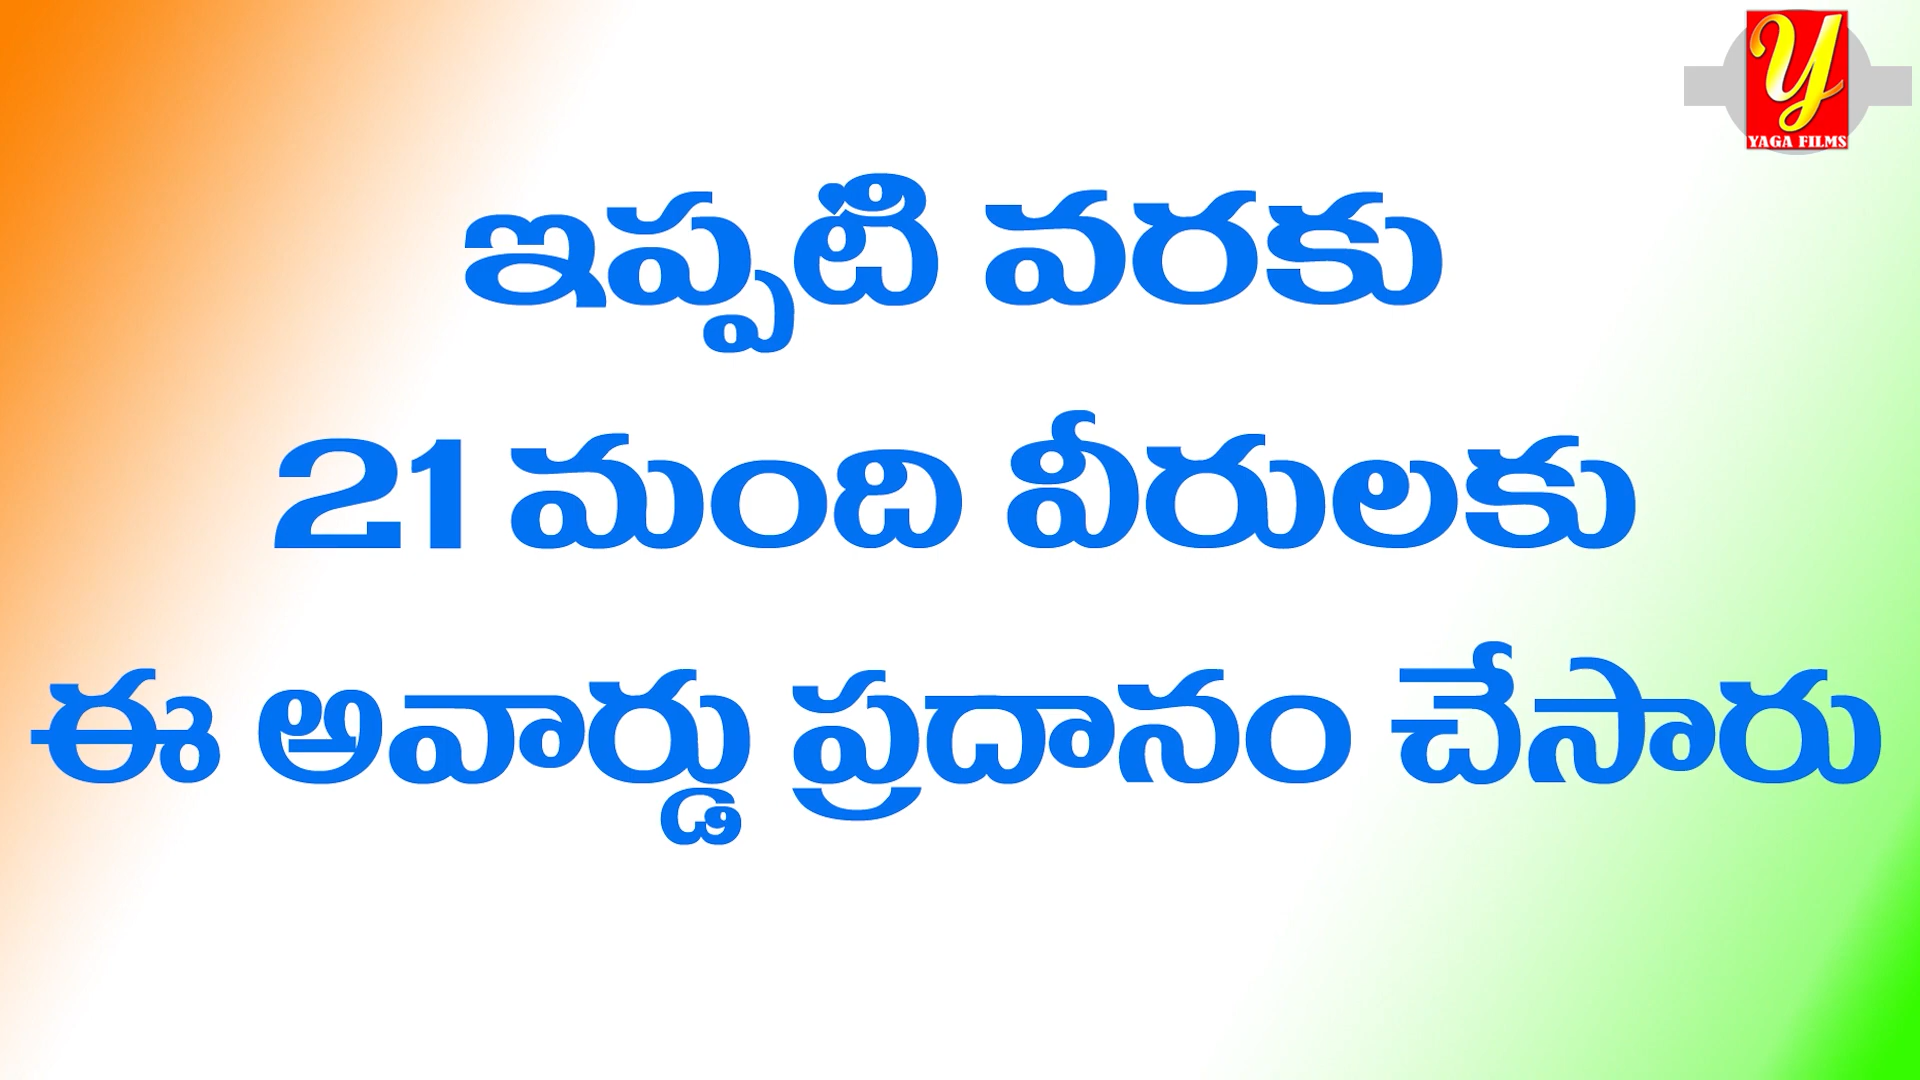 Y
YAGA FILMS
ఇప్పటి వరకు
21 మంది వీరులకు
ఈ అవార్డు ప్రదానం చేసారు